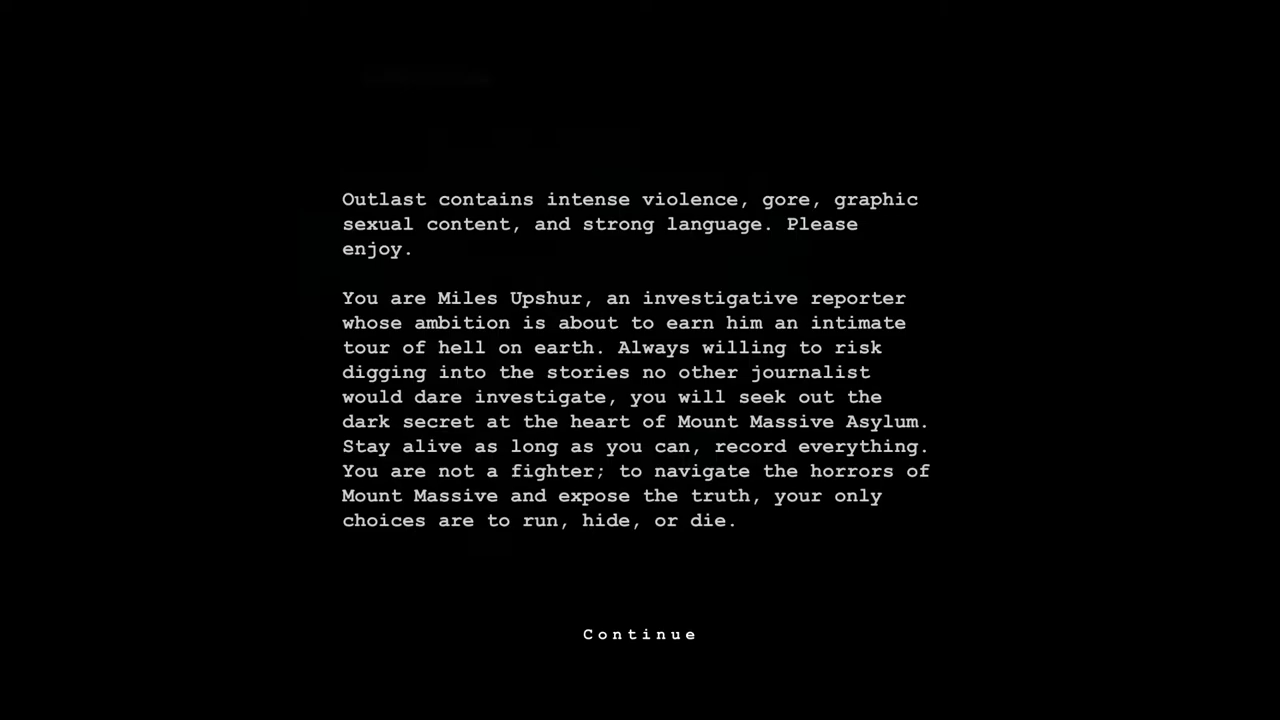 Outlast contains intense violence, gore, graphic
sexual content, and strong language. Please
enjoy.
You are Miles Upshur, an investigative reporter
whose ambition is about to earn him an intimate
tour of hell on earth. Always willing to risk
digging into the stories no other journalist
would dare investigate, you will seek out the
dark secret at the heart of Mount Massive Asylum.
Stay alive as long as you can, record everything.
You are not a fighter; to navigate the horrors of
Mount Massive and expose the truth, your only
choices are to run, hide, or die.
Continue